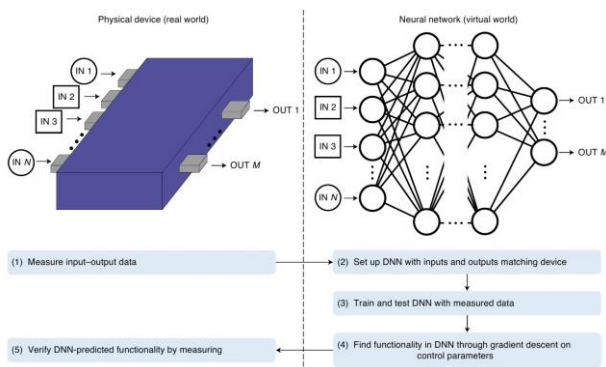 Physical device (real world)
Neural network (virtual world)
IN 1
IN 2
IN 3
IN N
OUT 1
OUT M
IN 1
IN 2
IN 3
IN N
OUT 1
OUT M
(1) Measure input–output data
(2) Set up DNN with inputs and outputs matching device
(3) Train and test DNN with measured data
(5) Verify DNN-predicted functionality by measuring
(4) Find functionality in DNN through gradient descent on
control parameters